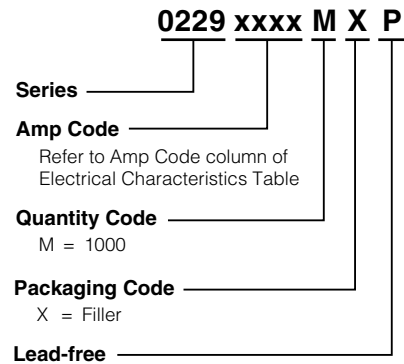 0229 xxxx M X P
Series
Amp Code
Refer to Amp Code column of
Electrical Characteristics Table
Quantity Code
M = 1000
Packaging Code
X = Filler
Lead-free